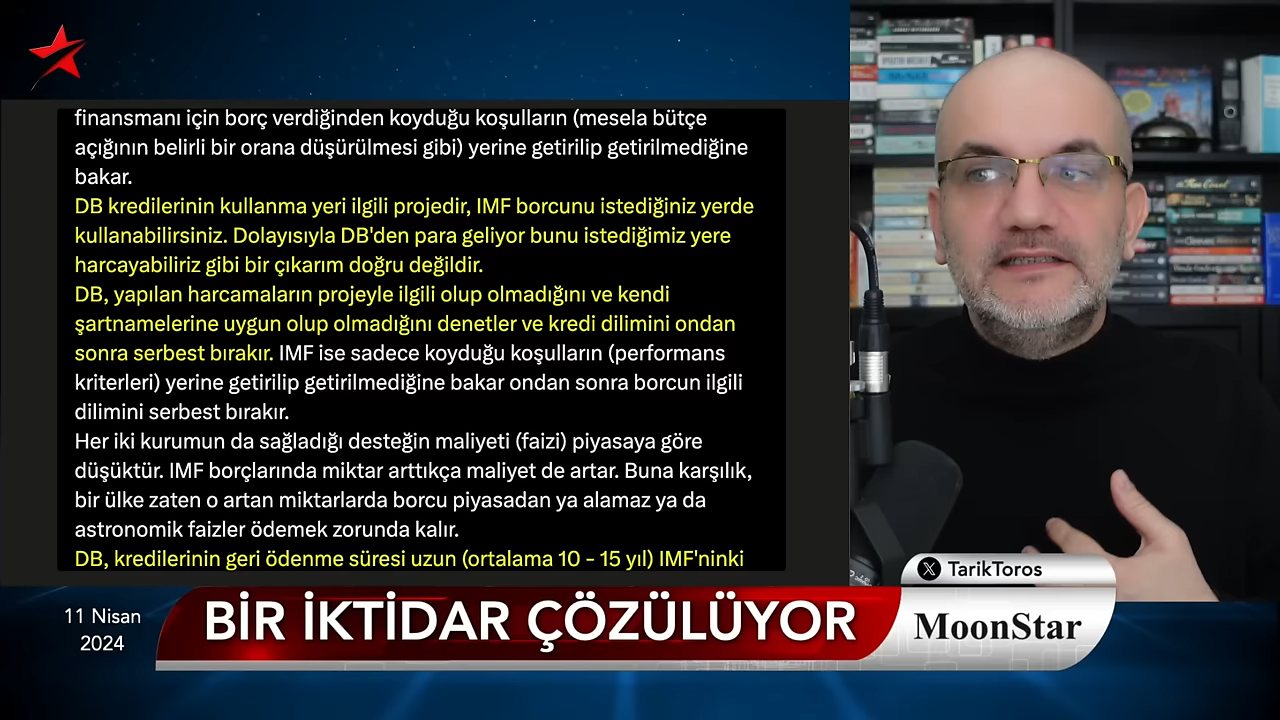 finansmanı için borç verdiğinden koyduğu koşulların (mesela bütçe
açığının belirli bir orana düşürülmesi gibi) yerine getirilip getirilmediğine
bakar.
DB kredilerinin kullanma yeri ilgili projedir, IMF borcunu istediğiniz yerde
kullanabilirsiniz. Dolayısıyla DB'den para geliyor bunu istediğimiz yere
harcayabiliriz gibi bir çıkarım doğru değildir.
DB, yapılan harcamaların projeyle ilgili olup olmadığını ve kendi
şartnamelerine uygun olup olmadığını denetler ve kredi dilimini ondan
sonra serbest bırakır. IMF ise sadece koyduğu koşulların (performans
kriterleri) yerine getirilip getirilmediğine bakar ondan sonra borcun ilgili
dilimini serbest bırakır.
Her iki kurumun da sağladığı desteğin maliyeti (faizi) piyasaya göre
düşüktür. IMF borçlarında miktar arttıkça maliyet de artar. Buna karşılık,
bir ülke zaten o artan miktarlarda borcu piyasadan ya alamaz ya da
astronomik faizler ödemek zorunda kalır.
DB, kredilerinin geri ödenme süresi uzun (ortalama 10 - 15 yıl) IMF'ninki
X TarikToros
11 Nisan
2024
BİR İKTİDAR ÇÖZÜLÜYOR
MoonStar